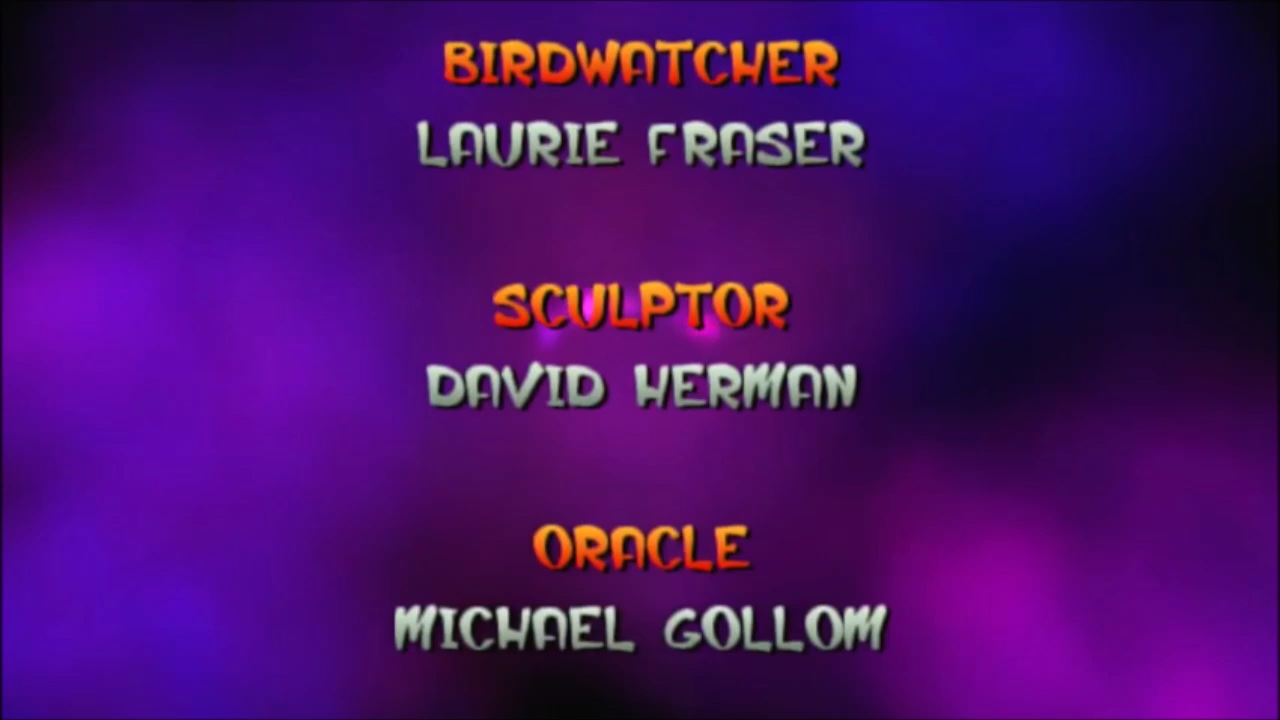 BIRDWATCHER
LAURIE FRASER
SCULPTOR
DAVID HERMAN
ORACLE
MICHAEL GOLLOM